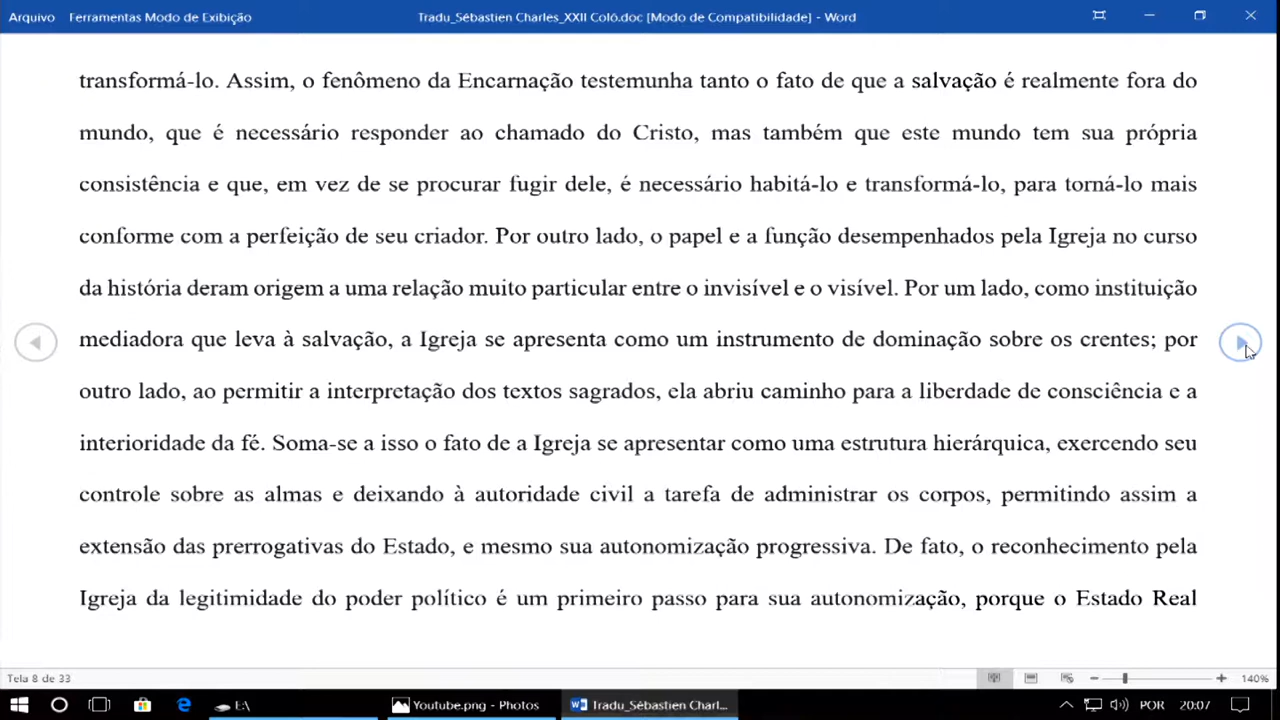 Arquivo Ferramentas Modo de Exibição Tradu_Sébastien Charles_XXII Coló.doc [Modo de Compatibilidade] - Word
transformá-lo. Assim, o fenômeno da Encarnação testemunha tanto o fato de que a salvação é realmente fora do
mundo, que é necessário responder ao chamado do Cristo, mas também que este mundo tem sua própria
consistência e que, em vez de se procurar fugir dele, é necessário habitá-lo e transformá-lo, para torná-lo mais
conforme com a perfeição de seu criador. Por outro lado, o papel e a função desempenhados pela Igreja no curso
da história deram origem a uma relação muito particular entre o invisível e o visível. Por um lado, como instituição
mediadora que leva à salvação, a Igreja se apresenta como um instrumento de dominação sobre os crentes; por
outro lado, ao permitir a interpretação dos textos sagrados, ela abriu caminho para a liberdade de consciência e a
interioridade da fé. Soma-se a isso o fato de a Igreja se apresentar como uma estrutura hierárquica, exercendo seu
controle sobre as almas e deixando à autoridade civil a tarefa de administrar os corpos, permitindo assim a
extensão das prerrogativas do Estado, e mesmo sua autonomização progressiva. De fato, o reconhecimento pela
Igreja da legitimidade do poder político é um primeiro passo para sua autonomização, porque o Estado Real
Tela 8 de 33 140%
E:\ Youtube.png - Photos Tradu_Sébastien Charl... POR 20:07